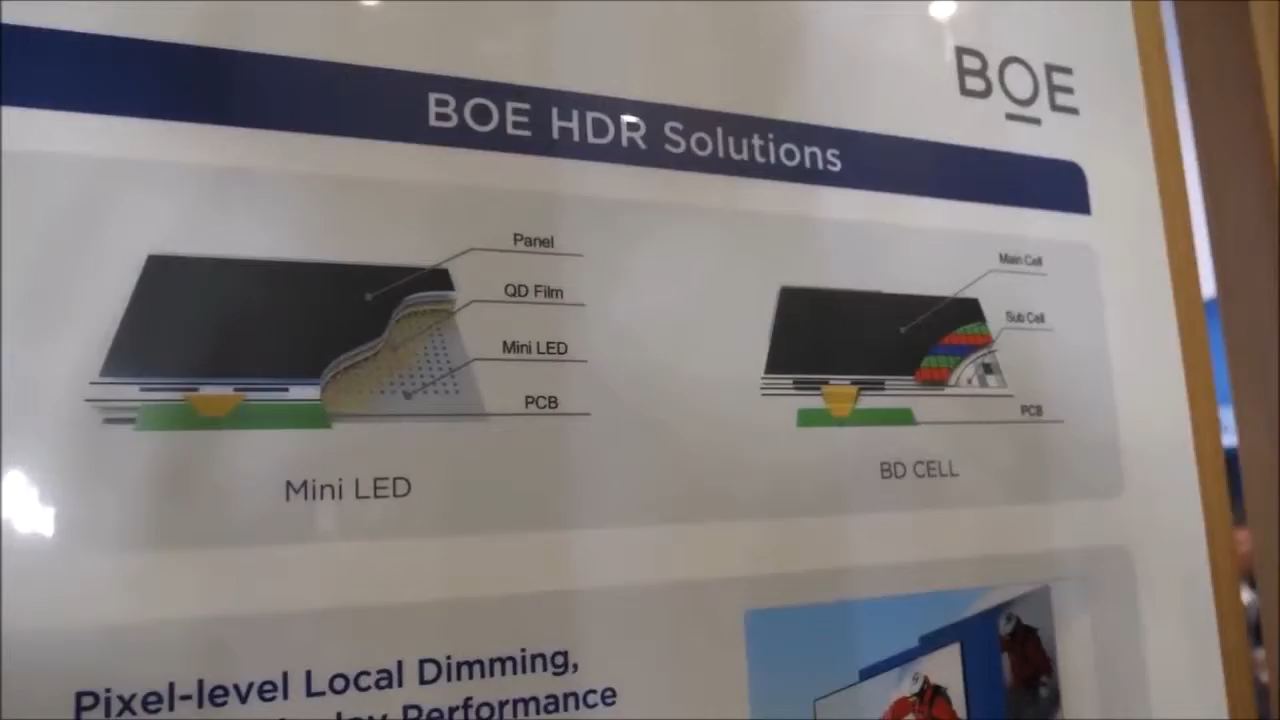 BOE
BOE HDR Solutions
Panel
QD Film
Mini LED
PCB
Mini LED
Main Cell
Sub Cell
PCB
BD CELL
Pixel-level Local Dimming,
Performance